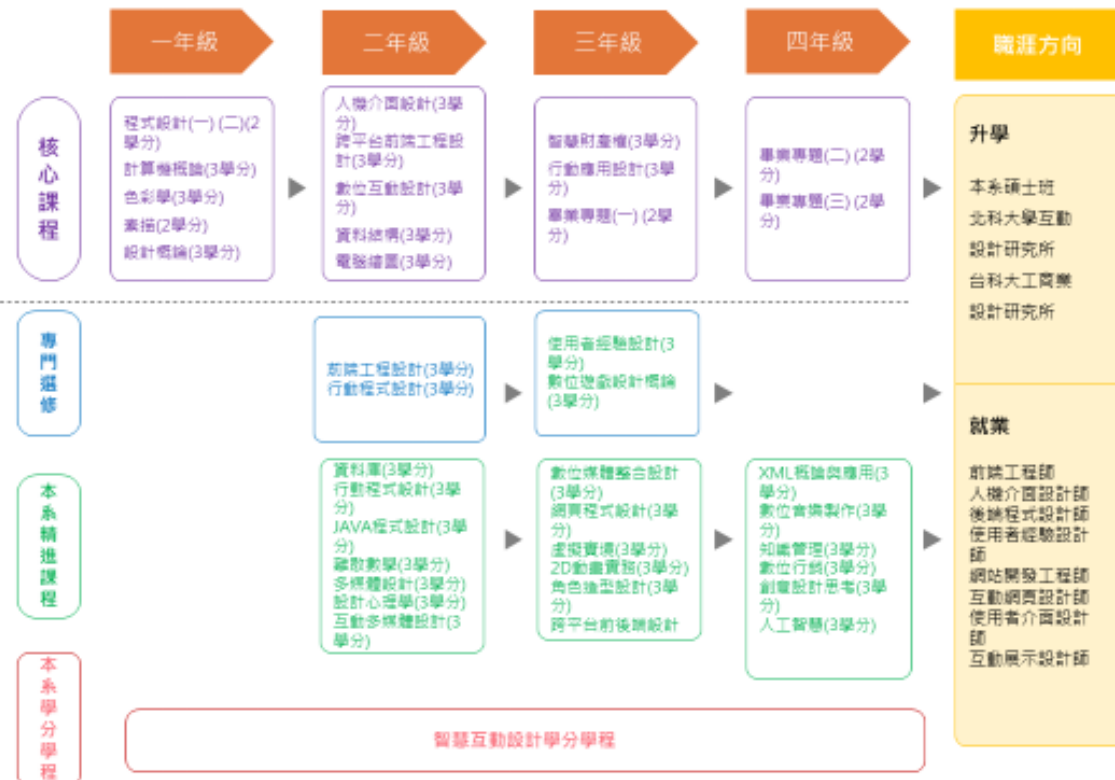 一年級
二年級
三年級
四年級
職涯方向
核心課程
程式設計(一) (二)(2
學分)
計算機概論(3學分)
色彩學(3學分)
素描(2學分)
設計概論(3學分)
人機介面設計(3學
分)
跨平台前端工程設
計(3學分)
數位互動設計(3學
分)
資料結構(3學分)
電腦繪圖(3學分)
智慧財產權(3學分)
行動應用設計(3學
分)
畢業專題(一) (2學
分)
畢業專題(二) (2學
分)
畢業專題(三) (2學
分)
升學
本系碩士班
北科大學互動
設計研究所
台科大工商業
設計研究所
專門選修
前端工程設計(3學分)
行動程式設計(3學分)
使用者經驗設計(3
學分)
數位遊戲設計概論
(3學分)
本系精進課程
資料庫(3學分)
行動程式設計(3學
分)
JAVA程式設計(3學
分)
離散數學(3學分)
多媒體設計(3學分)
設計心理學(3學分)
互動多媒體設計(3
學分)
數位媒體整合設計
(3學分)
網頁程式設計(3學
分)
虛擬實境(3學分)
2D動畫實務(3學分)
角色造型設計(3學
分)
跨平台前後端設計
XML概論與應用(3
學分)
數位音樂製作(3學
分)
知識管理(3學分)
數位行銷(3學分)
創意設計思考(3學
分)
人工智慧(3學分)
就業
前端工程師
人機介面設計師
後端程式設計師
使用者經驗設計
師
網站開發工程師
互動網頁設計師
使用者介面設計
師
互動展示設計師
本系學分學程
智慧互動設計學分學程